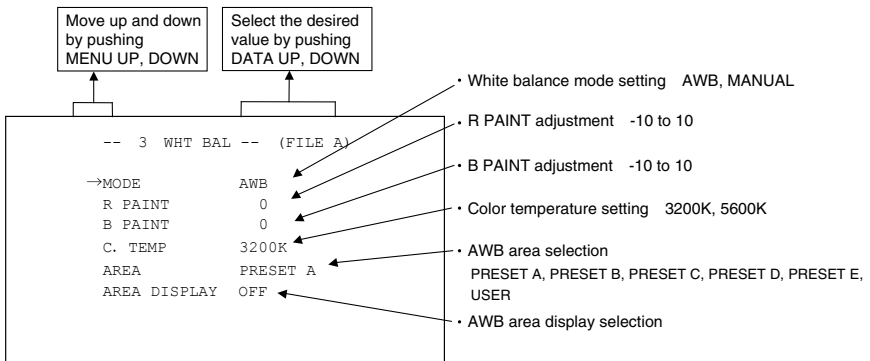 Move up and down
by pushing
MENU UP, DOWN
Select the desired
value by pushing
DATA UP, DOWN
-- 3 WHT BAL -- (FILE A)
→MODE AWB
R PAINT 0
B PAINT 0
C. TEMP 3200K
AREA PRESET A
AREA DISPLAY OFF
・White balance mode setting AWB, MANUAL
・R PAINT adjustment -10 to 10
・B PAINT adjustment -10 to 10
・Color temperature setting 3200K, 5600K
・AWB area selection
PRESET A, PRESET B, PRESET C, PRESET D, PRESET E,
USER
・AWB area display selection